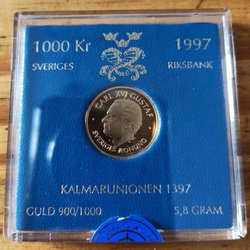 1000 Kr 1997
SVERIGES RIKSBANK
CARL XVI GUSTAF
SVERIGES KONUNG
KALMARUNIONEN 1397
GULD 900/1000 5,8 GRAM